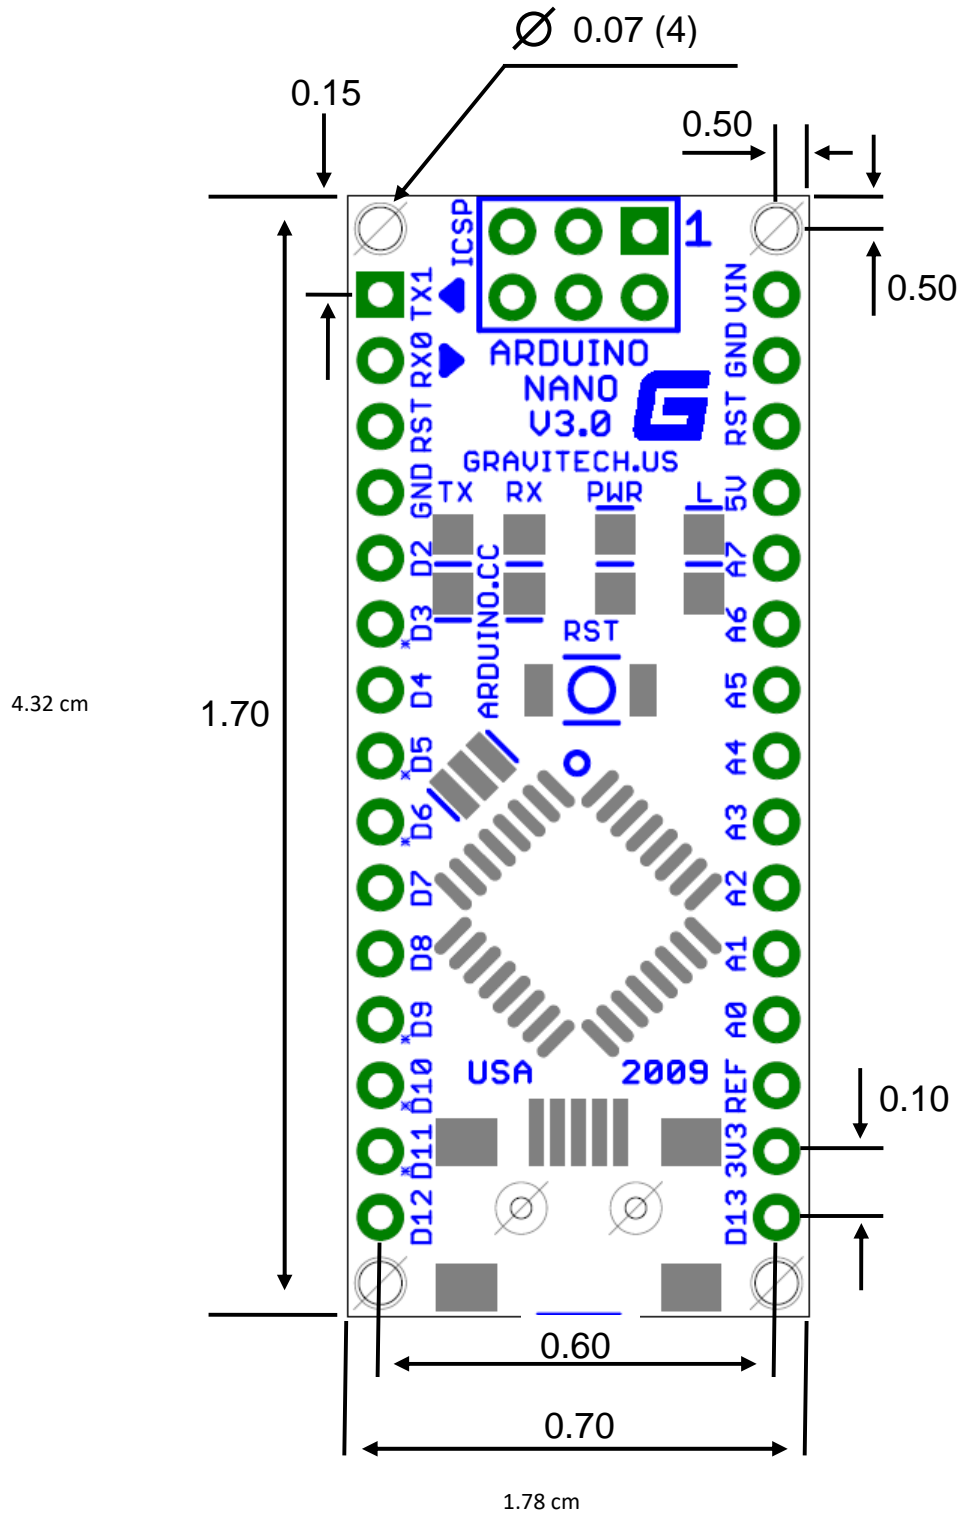 Ø 0.07 (4)
0.15
0.50
0.50
ICSP
1
TX1
RX0
RST
GND
D2
*D3
D4
*D5
*D6
D7
D8
*D9
*D10
*D11
D12
VIN
GND
RST
5V
A7
A6
A5
A4
A3
A2
A1
A0
REF
3V3
D13
ARDUINO
NANO
V3.0
G
GRAVITECH.US
TX RX PWR L
ARDUINO.CC
RST
4.32 cm
1.70
USA 2009
0.10
0.60
0.70
1.78 cm